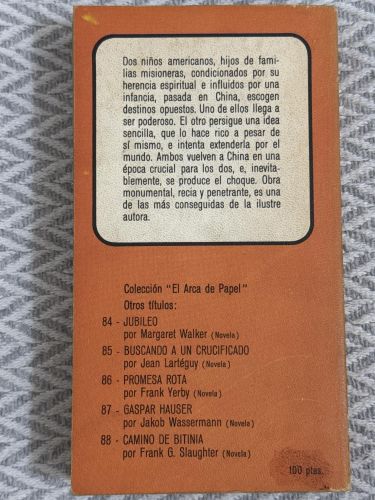 Dos niños americanos, hijos de fami-
lias misioneras, condicionados por su
herencia espiritual e influidos por una
infancia, pasada en China, escogen
destinos opuestos. Uno de ellos llega a
ser poderoso. El otro persigue una idea
sencilla, que lo hace rico a pesar de
sí mismo, e intenta extenderla por el
mundo. Ambos vuelven a China en una
época crucial para los dos, e, inevita-
blemente, se produce el choque. Obra
monumental, recia y penetrante, es una
de las más conseguidas de la ilustre
autora.
Colección "El Arca de Papel"
Otros títulos:
84 - JUBILEO
por Margaret Walker (Novela)
85 - BUSCANDO A UN CRUCIFICADO
por Jean Lartéguy (Novela)
86 - PROMESA ROTA
por Frank Yerby (Novela)
87 - GASPAR HAUSER
por Jakob Wassermann (Novela)
88 - CAMINO DE BITINIA
por Frank G. Slaughter (Novela)
100 ptas.